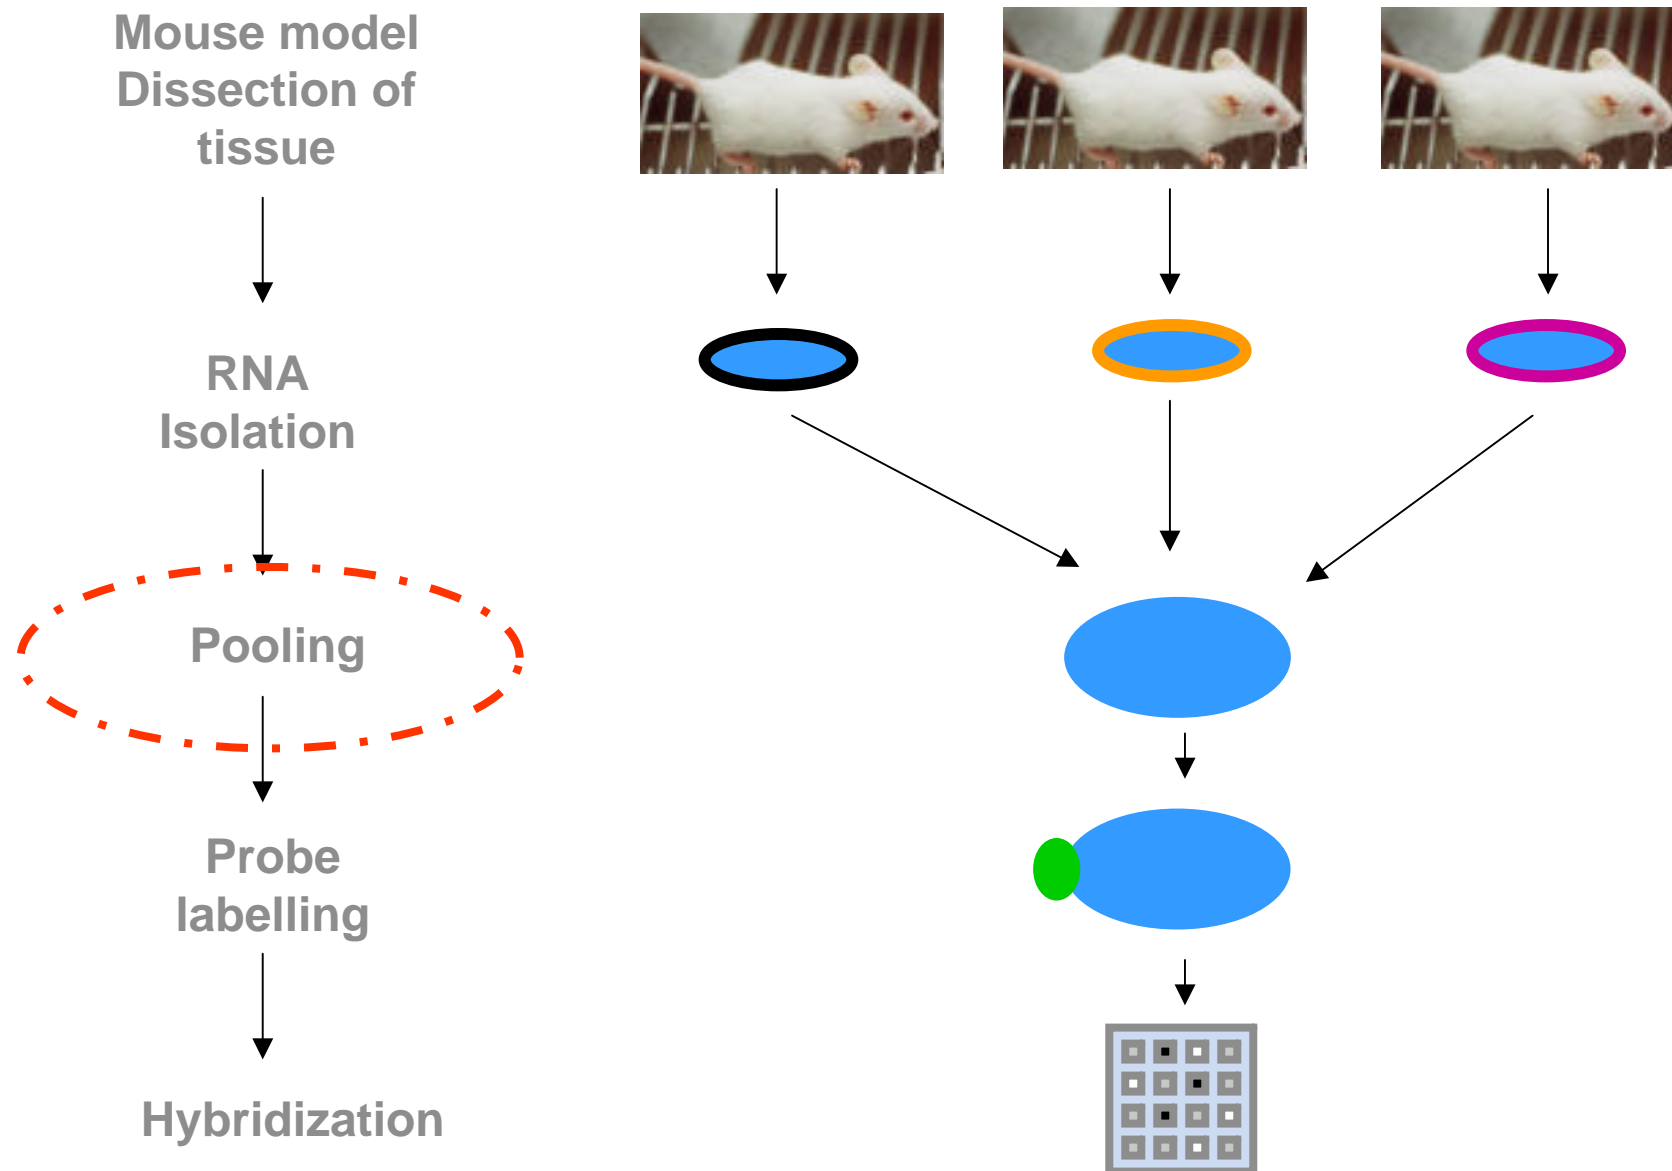 Mouse model
Dissection of
tissue
RNA
Isolation
Pooling
Probe
labelling
Hybridization